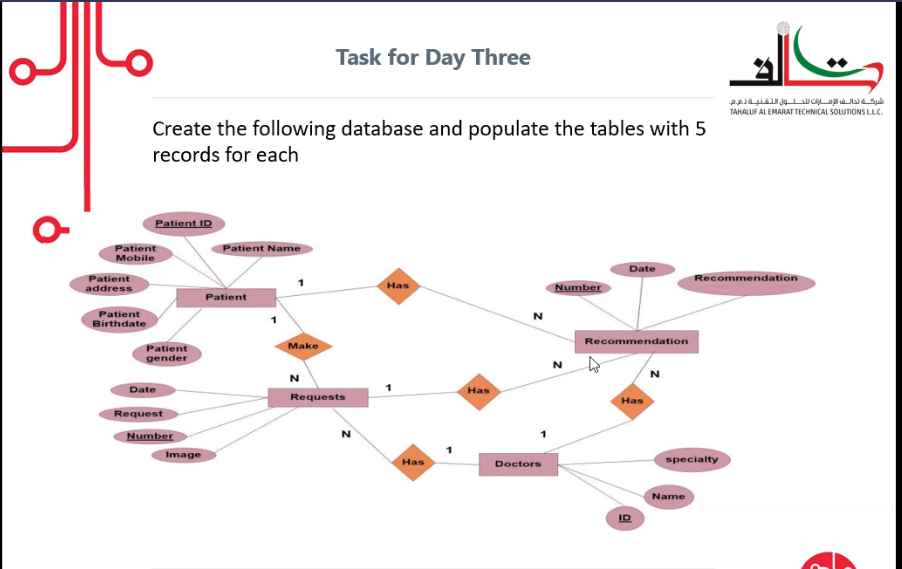 Task for Day Three
تحالف
شركة تحالف الإمارات للحلول التقنية ذ.م.م.
TAHALUF AL EMARAT TECHNICAL SOLUTIONS L.L.C.
Create the following database and populate the tables with 5
records for each
Patient ID
Patient
Mobile
Patient Name
Patient
address
Patient
Birthdate
Patient
gender
Patient
1
Has
N
Date
Number
Recommendation
Recommendation
1
Make
N
Date
Request
Number
Image
Requests
1
Has
N
N
Has
1
N
Has
1
Doctors
specialty
Name
ID